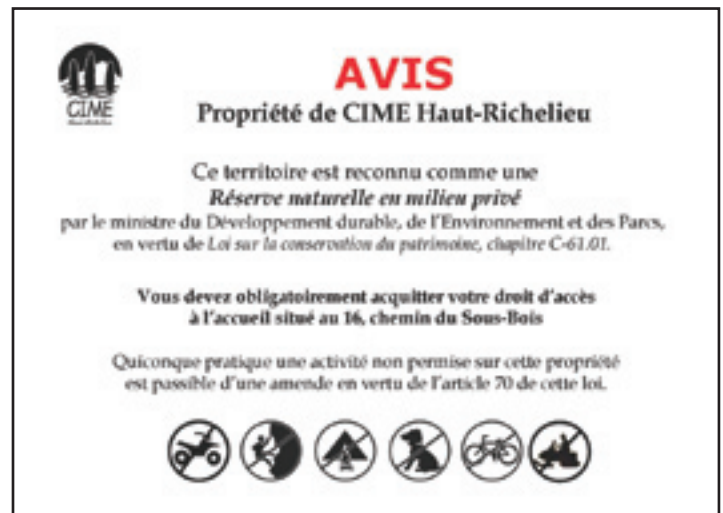 CIME
Haut-Richelieu
AVIS
Propriété de CIME Haut-Richelieu
Ce territoire est reconnu comme une
Réserve naturelle en milieu privé
par le ministre du Développement durable, de l'Environnement et des Parcs,
en vertu de Loi sur la conservation du patrimoine, chapitre C-61.01.
Vous devez obligatoirement acquitter votre droit d'accès
à l'accueil situé au 16, chemin du Sous-Bois
Quiconque pratique une activité non permise sur cette propriété
est passible d'une amende en vertu de l'article 70 de cette loi.